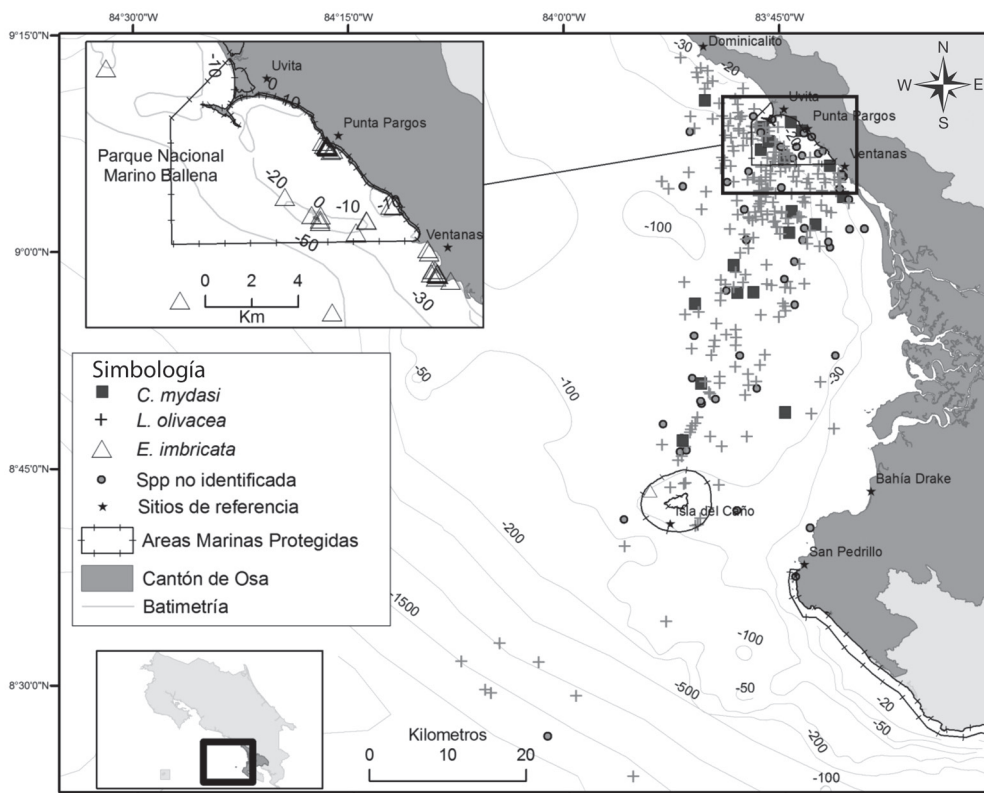 84°30'0"W
84°15'0"W
84°0'0"W
83°45'0"W
9°15'0"N
9°0'0"N
8°45'0"N
8°30'0"N
Dominicalito
-30
-20
N
W
E
S
Uvita
Punta Pargos
Ventanas
-10
Uvita
0
-10
Punta Pargos
Parque Nacional
Marino Ballena
-20
0
-10
-10
-50
Ventanas
-30
0 2 4
Km
-100
-50
-100
-30
Simbología
C. mydasi
L. olivacea
E. imbricata
Spp no identificada
Sitios de referencia
Areas Marinas Protegidas
Cantón de Osa
Batimetría
Bahía Drake
Isla del Caño
San Pedrillo
-200
-1500
-100
-500
-50
-20
-50
-200
-100
Kilometros
0 10 20